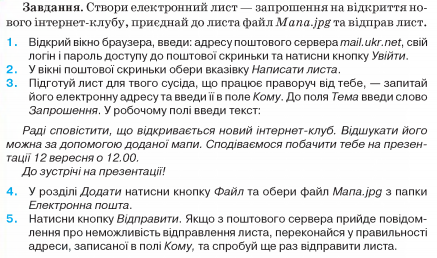 Завдання. Створи електронний лист — запрошення на відкриття но-
вого інтернет-клубу, приєднай до листа файл Мапа.jpg та відправ лист.
1. Відкрий вікно браузера, введи: адресу поштового сервера mail.ukr.net, свій
логін і пароль доступу до поштової скриньки та натисни кнопку Увійти.
2. У вікні поштової скриньки обери вказівку Написати листа.
3. Підготуй лист для твого сусіда, що працює праворуч від тебе, — запитай
його електронну адресу та введи її в поле Кому. До поля Тема введи слово
Запрошення. У робочому полі введи текст:
Раді сповістити, що відкривається новий інтернет-клуб. Відшукати його
можна за допомогою доданої мапи. Сподіваємося побачити тебе на презен-
тації 12 вересня о 12.00.
До зустрічі на презентації!
4. У розділі Додати натисни кнопку Файл та обери файл Мапа.jpg з папки
Електронна пошта.
5. Натисни кнопку Відправити. Якщо з поштового сервера прийде повідом-
лення про неможливість відправлення листа, переконайся у правильності
адреси, записаної в полі Кому, та спробуй ще раз відправити листа.